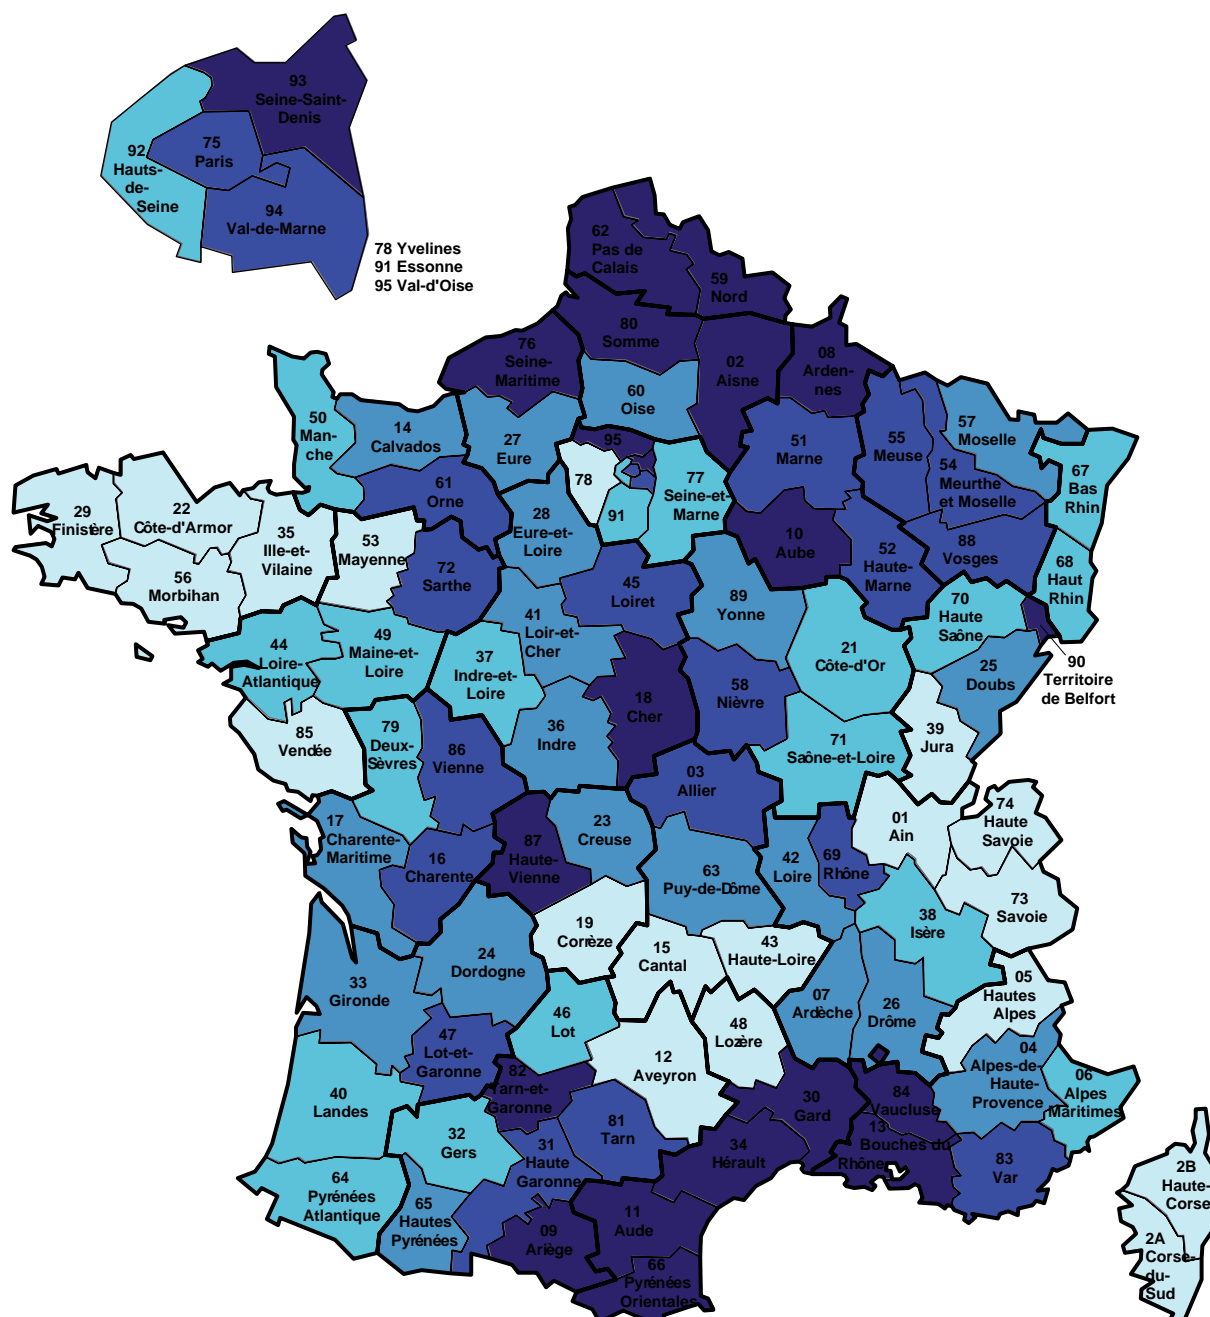 93
Seine-Saint-
Denis
75
Paris
92
Hauts-
de-
Seine
94
Val-de-Marne
78 Yvelines
91 Essonne
95 Val-d'Oise
62
Pas de
Calais
59
Nord
80
Somme
76
Seine-
Maritime
02
Aisne
08
Arden-
nes
60
Oise
50
Man-
che
14
Calvados
27
Eure
95
51
Marne
55
Meuse
57
Moselle
54
Meurthe
et Moselle
67
Bas
Rhin
78
77
Seine-et-
Marne
61
Orne
91
29
Finistère
22
Côte-d'Armor
35
Ille-et-
Vilaine
53
Mayenne
28
Eure-et-
Loire
10
Aube
52
Haute-
Marne
88
Vosges
68
Haut
Rhin
56
Morbihan
72
Sarthe
45
Loiret
89
Yonne
70
Haute
Saône
41
Loir-et-
Cher
44
Loire-
Atlantique
49
Maine-et-
Loire
37
Indre-et-
Loire
21
Côte-d'Or
25
Doubs
90
Territoire
de Belfort
18
Cher
58
Nièvre
85
Vendée
79
Deux-
Sèvres
86
Vienne
36
Indre
71
Saône-et-Loire
39
Jura
03
Allier
74
Haute
Savoie
01
Ain
17
Charente-
Maritime
16
Charente
87
Haute-
Vienne
23
Creuse
63
Puy-de-Dôme
42
Loire
69
Rhône
73
Savoie
38
Isère
19
Corrèze
15
Cantal
43
Haute-Loire
24
Dordogne
33
Gironde
05
Hautes
Alpes
07
Ardèche
26
Drôme
46
Lot
48
Lozère
47
Lot-et-
Garonne
12
Aveyron
04
Alpes-de-
Haute-
Provence
06
Alpes
Maritimes
82
Tarn-et-
Garonne
30
Gard
84
Vaucluse
40
Landes
81
Tarn
13
Bouches du
Rhône
32
Gers
31
Haute
Garonne
34
Hérault
83
Var
64
Pyrénées
Atlantique
65
Hautes
Pyrénées
2B
Haute-
Corse
11
Aude
09
Ariège
2A
Corse-
du-
Sud
66
Pyrénées
Orientales